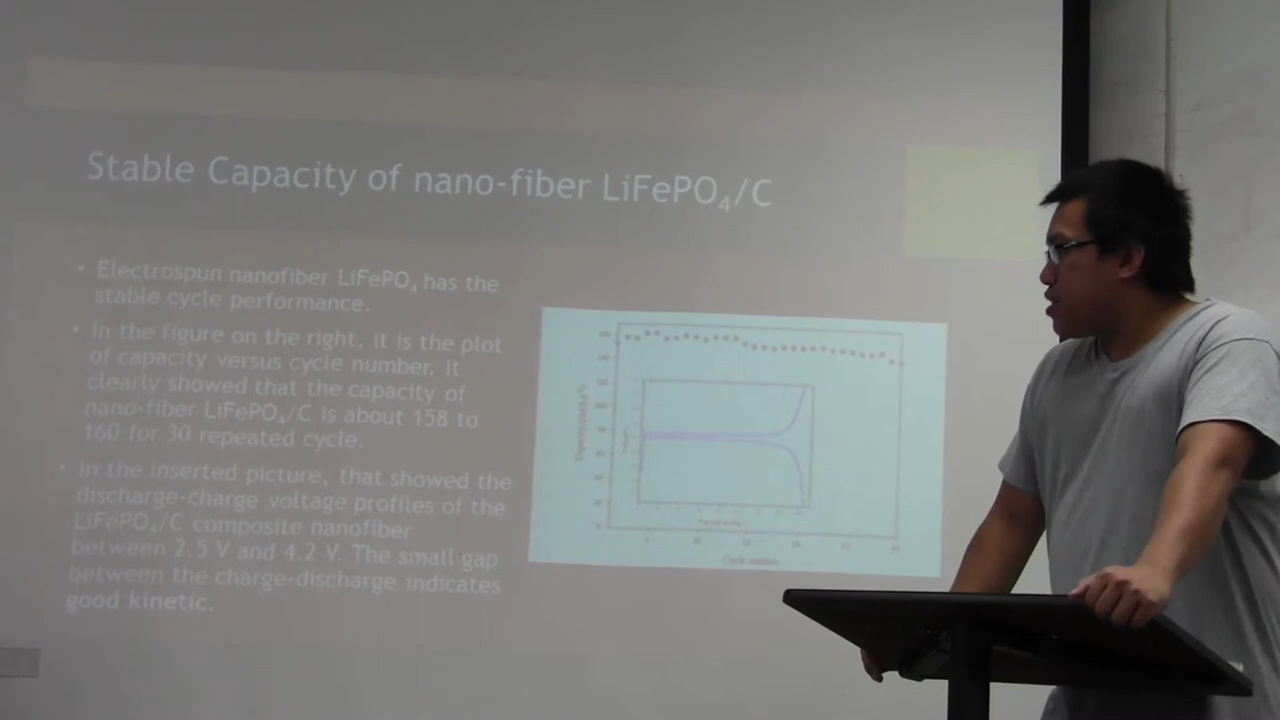 Stable Capacity of nano-fiber LiFePO₄/C
• Electrospun nanofiber LiFePO₄ has the
stable cycle performance.
• In the figure on the right, it is the plot
of capacity versus cycle number. It
clearly showed that the capacity of
nano-fiber LiFePO₄/C is about 158 to
160 for 30 repeated cycle.
• In the inserted picture, that showed the
discharge-charge voltage profiles of the
LiFePO₄/C composite nanofiber
between 2.5 V and 4.2 V. The small gap
between the charge-discharge indicates
good kinetic.
Cycle number